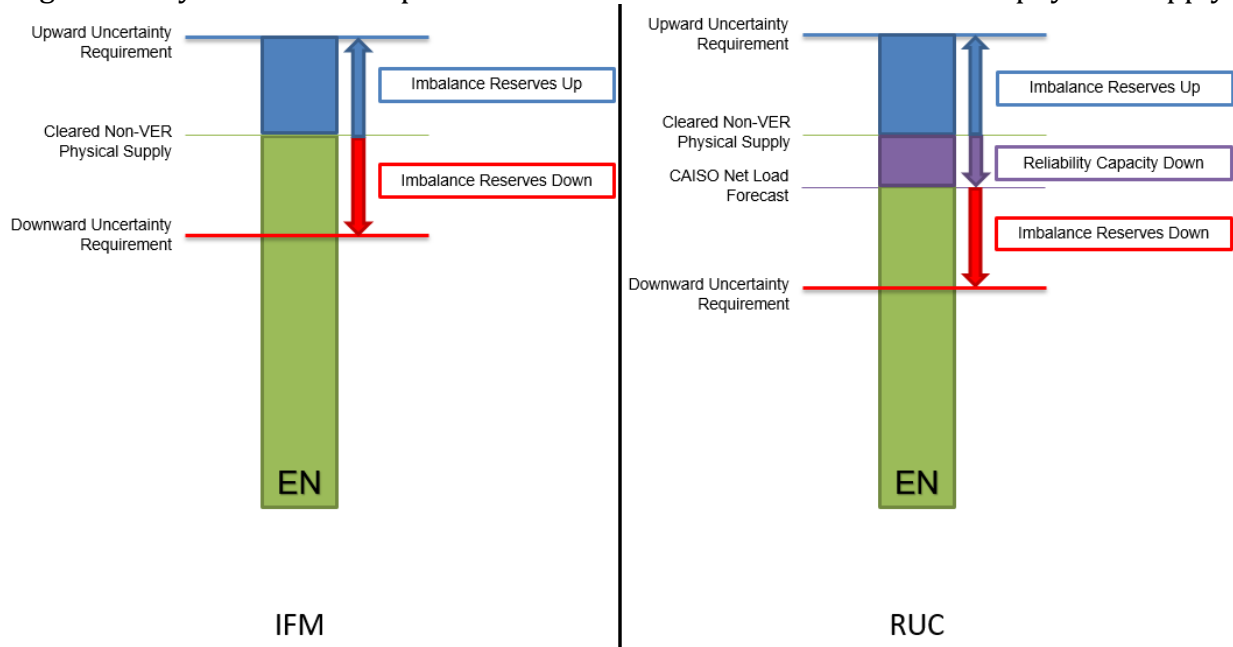 Upward Uncertainty
Requirement
Imbalance Reserves Up
Cleared Non-VER
Physical Supply
Imbalance Reserves Down
Downward Uncertainty
Requirement
EN
IFM
Upward Uncertainty
Requirement
Imbalance Reserves Up
Cleared Non-VER
Physical Supply
Reliability Capacity Down
CAISO Net Load
Forecast
Imbalance Reserves Down
Downward Uncertainty
Requirement
EN
RUC